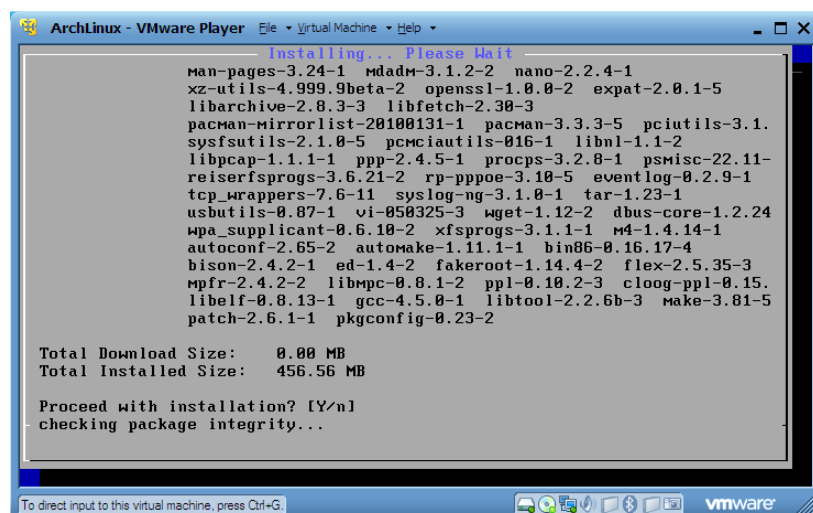 ArchLinux - VMware Player File Virtual Machine Help
Installing... Please Wait
man-pages-3.24-1 mdadm-3.1.2-2 nano-2.2.4-1
xz-utils-4.999.9beta-2 openssl-1.0.0-2 expat-2.0.1-5
libarchive-2.8.3-3 libfetch-2.30-3
pacman-mirrorlist-20100131-1 pacman-3.3.3-5 pciutils-3.1.
sysfsutils-2.1.0-5 pcmciautils-016-1 libnl-1.1-2
libpcap-1.1.1-1 ppp-2.4.5-1 procps-3.2.8-1 psmisc-22.11-
reiserfsprogs-3.6.21-2 rp-pppoe-3.10-5 eventlog-0.2.9-1
tcp_wrappers-7.6-11 syslog-ng-3.1.0-1 tar-1.23-1
usbutils-0.87-1 vi-050325-3 wget-1.12-2 dbus-core-1.2.24
wpa_supplicant-0.6.10-2 xfsprogs-3.1.1-1 m4-1.4.14-1
autoconf-2.65-2 automake-1.11.1-1 bin86-0.16.17-4
bison-2.4.2-1 ed-1.4-2 fakeroot-1.14.4-2 flex-2.5.35-3
mpfr-2.4.2-2 libmpc-0.8.1-2 ppl-0.10.2-3 cloog-ppl-0.15.
libelf-0.8.13-1 gcc-4.5.0-1 libtool-2.2.6b-3 make-3.81-5
patch-2.6.1-1 pkgconfig-0.23-2
Total Download Size: 0.00 MB
Total Installed Size: 456.56 MB
Proceed with installation? [Y/n]
checking package integrity...
To direct input to this virtual machine, press Ctrl+G.
vmware